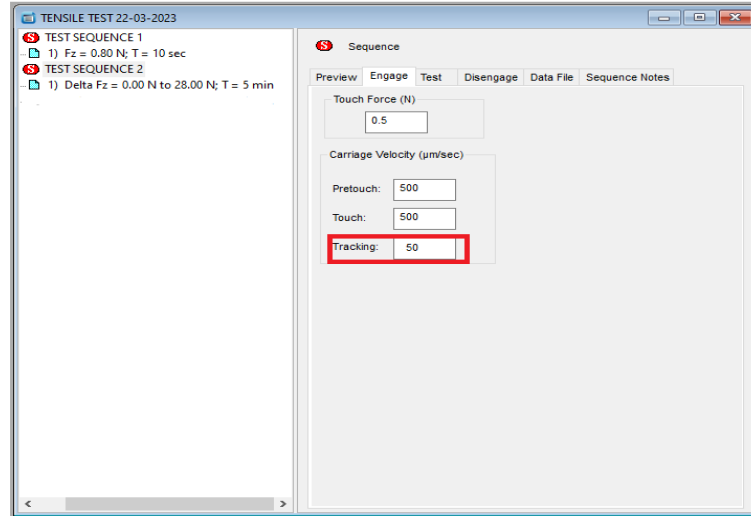 TENSILE TEST 22-03-2023
S TEST SEQUENCE 1
1) Fz = 0.80 N; T = 10 sec
S TEST SEQUENCE 2
1) Delta Fz = 0.00 N to 28.00 N; T = 5 min
S Sequence
Preview Engage Test Disengage Data File Sequence Notes
Touch Force (N)
0.5
Carriage Velocity (µm/sec)
Pretouch: 500
Touch: 500
Tracking: 50